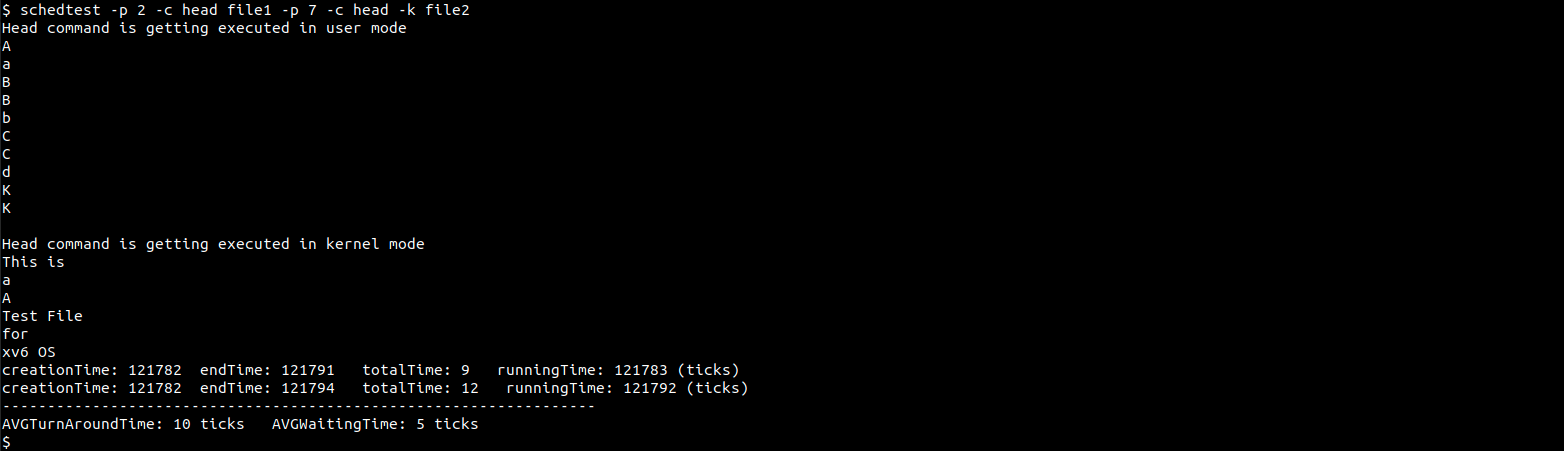 $ schedtest -p 2 -c head file1 -p 7 -c head -k file2
Head command is getting executed in user mode
A
a
B
B
b
C
C
d
K
K

Head command is getting executed in kernel mode
This is
a
A
Test File
for
xv6 OS
creationTime: 121782  endTime: 121791   totalTime: 9   runningTime: 121783 (ticks)
creationTime: 121782  endTime: 121794   totalTime: 12   runningTime: 121792 (ticks)
------------------------------------------------------------------
AVGTurnAroundTime: 10 ticks   AVGWaitingTime: 5 ticks
$